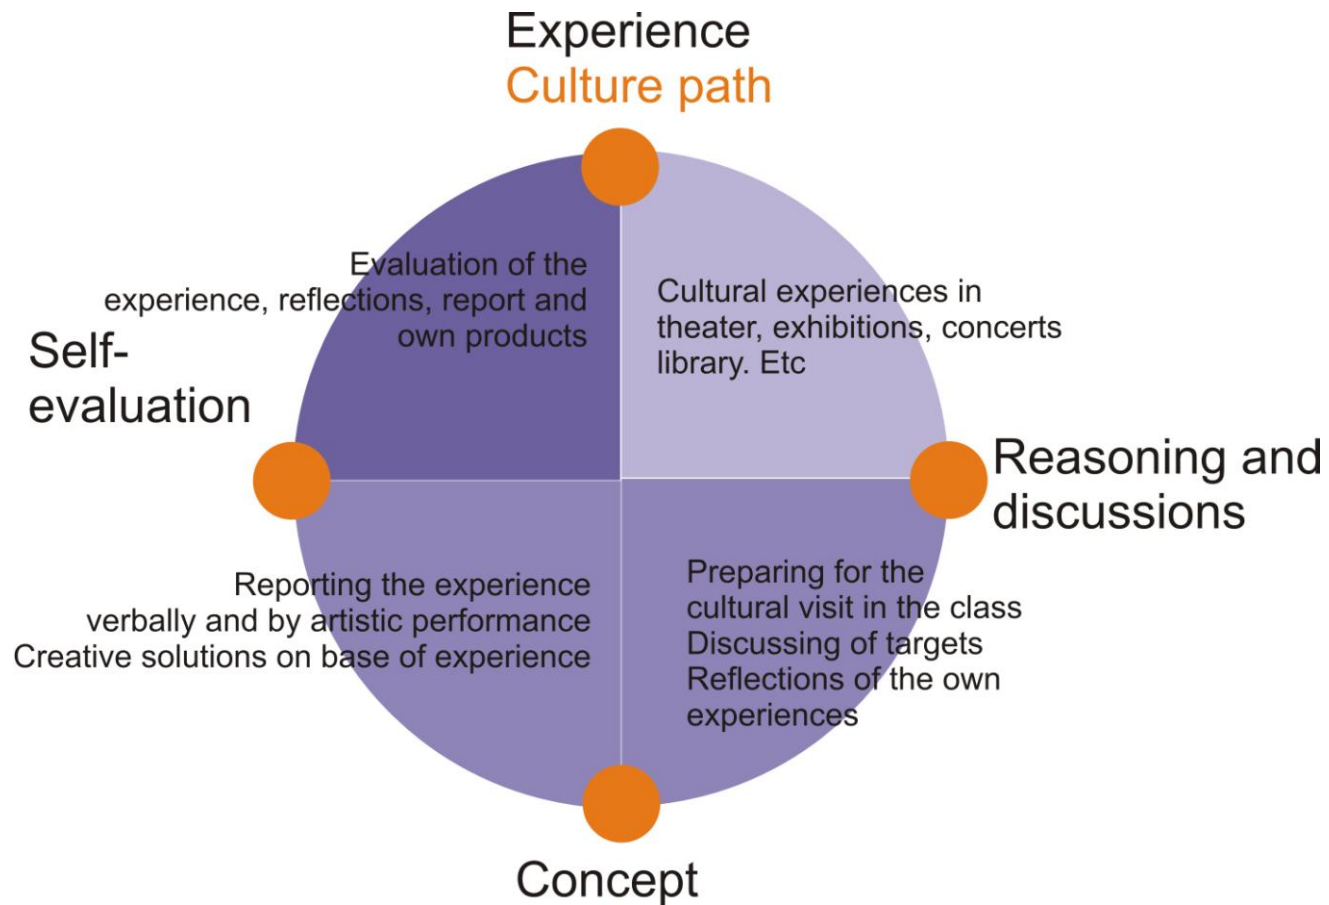 Experience
Culture path
Evaluation of the
experience, reflections, report and
own products
Cultural experiences in
theater, exhibitions, concerts
library. Etc
Self-
evaluation
Reasoning and
discussions
Reporting the experience
verbally and by artistic performance
Creative solutions on base of experience
Preparing for the
cultural visit in the class
Discussing of targets
Reflections of the own
experiences
Concept